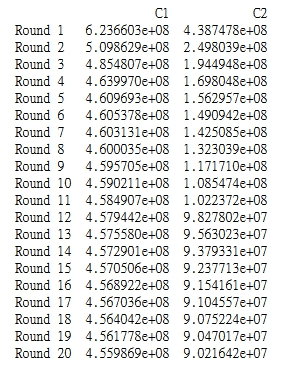 C1 C2
Round 1 6.236603e+08 4.387478e+08
Round 2 5.098629e+08 2.498039e+08
Round 3 4.854807e+08 1.944948e+08
Round 4 4.639970e+08 1.698048e+08
Round 5 4.609693e+08 1.562957e+08
Round 6 4.605378e+08 1.490942e+08
Round 7 4.603131e+08 1.425085e+08
Round 8 4.600035e+08 1.323039e+08
Round 9 4.595705e+08 1.171710e+08
Round 10 4.590211e+08 1.085474e+08
Round 11 4.584907e+08 1.022372e+08
Round 12 4.579442e+08 9.827802e+07
Round 13 4.575580e+08 9.563023e+07
Round 14 4.572901e+08 9.379331e+07
Round 15 4.570506e+08 9.237713e+07
Round 16 4.568922e+08 9.154161e+07
Round 17 4.567036e+08 9.104557e+07
Round 18 4.564042e+08 9.075224e+07
Round 19 4.561778e+08 9.047017e+07
Round 20 4.559869e+08 9.021642e+07